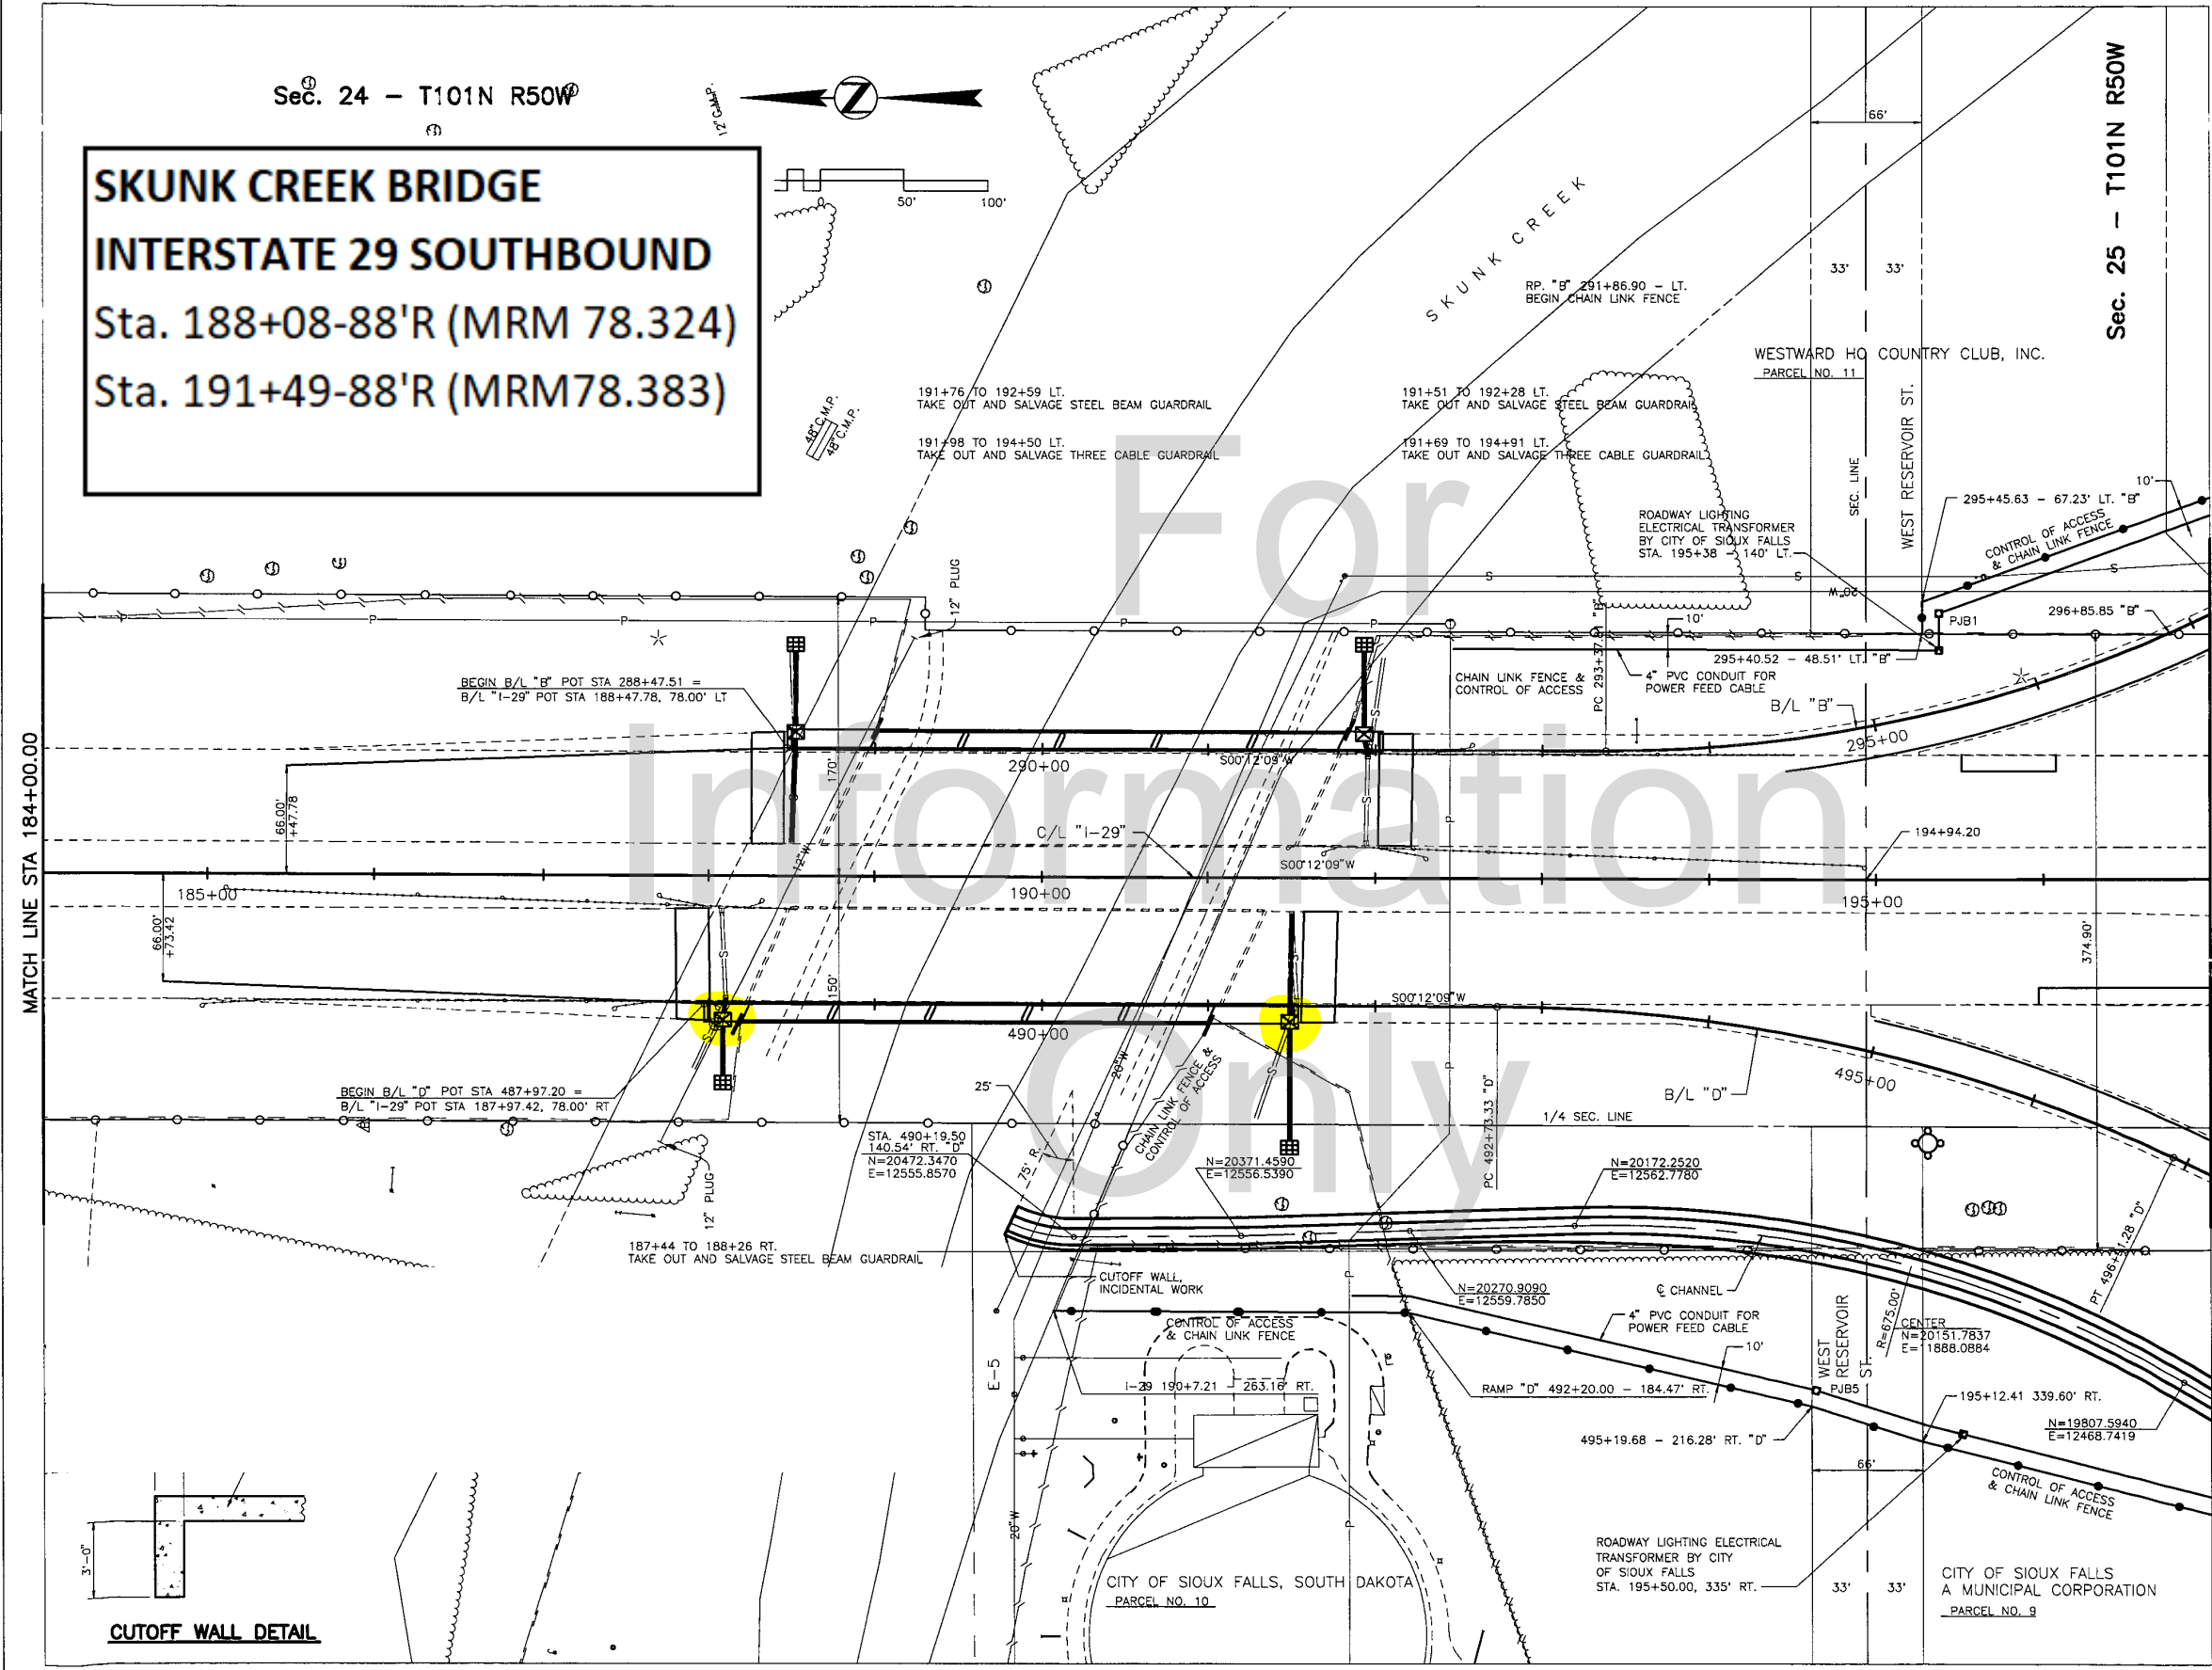 Sec. 24 - T101N R50W
12" C.M.P.
Z
0 50' 100'
SKUNK CREEK BRIDGE
INTERSTATE 29 SOUTHBOUND
Sta. 188+08-88'R (MRM 78.324)
Sta. 191+49-88'R (MRM78.383)
48" C.M.P.
48" C.M.P.
SKUNK CREEK
RP. "B" 291+86.90 - LT.
BEGIN CHAIN LINK FENCE
66'
33' 33'
Sec. 25 - T101N R50W
WESTWARD HO COUNTRY CLUB, INC.
PARCEL NO. 11
191+76 TO 192+59 LT.
TAKE OUT AND SALVAGE STEEL BEAM GUARDRAIL
191+98 TO 194+50 LT.
TAKE OUT AND SALVAGE THREE CABLE GUARDRAIL
191+51 TO 192+28 LT.
TAKE OUT AND SALVAGE STEEL BEAM GUARDRAIL
191+69 TO 194+91 LT.
TAKE OUT AND SALVAGE THREE CABLE GUARDRAIL
SEC. LINE
WEST RESERVOIR ST.
295+45.63 - 67.23' LT. "B"
10'
CONTROL OF ACCESS
& CHAIN LINK FENCE
ROADWAY LIGHTING
ELECTRICAL TRANSFORMER
BY CITY OF SIOUX FALLS
STA. 195+38 - 140' LT.
For
Information
Only
12" PLUG
20"W
PJB1
296+85.85 "B"
10'
295+40.52 - 48.51' LT. "B"
CHAIN LINK FENCE &
CONTROL OF ACCESS
4" PVC CONDUIT FOR
POWER FEED CABLE
B/L "B"
BEGIN B/L "B" POT STA 288+47.51 =
B/L "I-29" POT STA 188+47.78, 78.00' LT
MATCH LINE STA 184+00.00
66.00'
+47.78
170'
290+00
S00°12'09"W
295+00
C/L "I-29"
194+94.20
12"W
S00°12'09"W
185+00
190+00
195+00
66.00'
+73.42
150'
374.90'
S00°12'09"W
490+00
495+00
B/L "D"
BEGIN B/L "D" POT STA 487+97.20 =
B/L "I-29" POT STA 187+97.42, 78.00' RT
25'
20"W
CHAIN LINK FENCE &
CONTROL OF ACCESS
PC 492+73.33 "D"
1/4 SEC. LINE
STA. 490+19.50
140.54' RT. "D"
N=20472.3470
E=12555.8570
75' R.
N=20371.4590
E=12556.5390
N=20172.2520
E=12562.7780
12" PLUG
187+44 TO 188+26 RT.
TAKE OUT AND SALVAGE STEEL BEAM GUARDRAIL
CUTOFF WALL,
INCIDENTAL WORK
N=20270.9090
E=12559.7850
℄ CHANNEL
4" PVC CONDUIT FOR
POWER FEED CABLE
10'
WEST
RESERVOIR
ST.
R=675.00'
CENTER
N=20151.7837
E=11888.0884
CONTROL OF ACCESS
& CHAIN LINK FENCE
E-5
I-29 190+7.21 - 263.16' RT.
RAMP "D" 492+20.00 - 184.47' RT.
PJB5
195+12.41 339.60' RT.
N=19807.5940
E=12468.7419
495+19.68 - 216.28' RT. "D"
66'
CONTROL OF ACCESS
& CHAIN LINK FENCE
20"W
ROADWAY LIGHTING ELECTRICAL
TRANSFORMER BY CITY
OF SIOUX FALLS
STA. 195+50.00, 335' RT.
33' 33'
CITY OF SIOUX FALLS, SOUTH DAKOTA
PARCEL NO. 10
CITY OF SIOUX FALLS
A MUNICIPAL CORPORATION
PARCEL NO. 9
3'-0"
CUTOFF WALL DETAIL